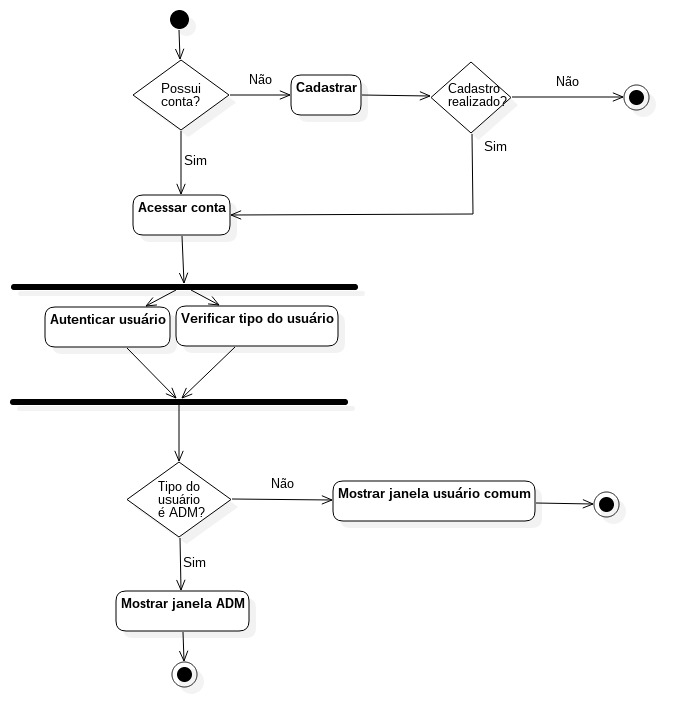 Possui
conta?
Não
Cadastrar
Cadastro
realizado?
Não
Sim
Sim
Acessar conta
Autenticar usuário
Verificar tipo do usuário
Tipo do
usuário
é ADM?
Não
Mostrar janela usuário comum
Sim
Mostrar janela ADM